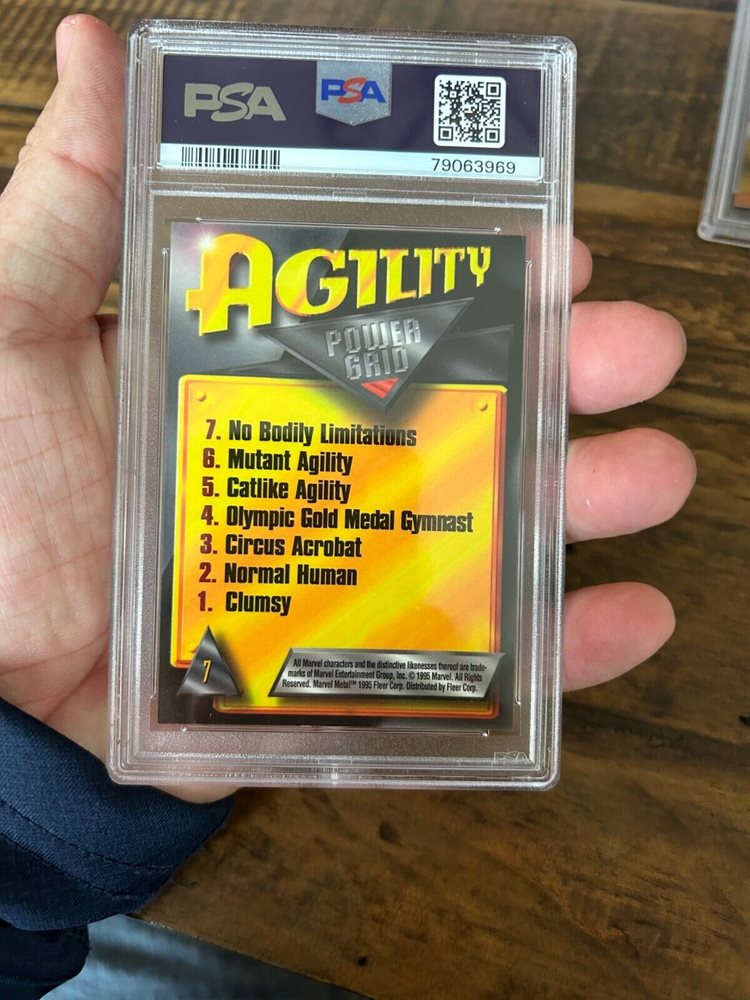 PSA PSA
79063969
AGILITY
POWER
GRID
7. No Bodily Limitations
6. Mutant Agility
5. Catlike Agility
4. Olympic Gold Medal Gymnast
3. Circus Acrobat
2. Normal Human
1. Clumsy
7
All Marvel characters and the distinctive likenesses thereof are trade-
marks of Marvel Entertainment Group, Inc. © 1995 Marvel. All Rights
Reserved. Marvel Metal™ 1995 Fleer Corp. Distributed by Fleer Corp.
PSA